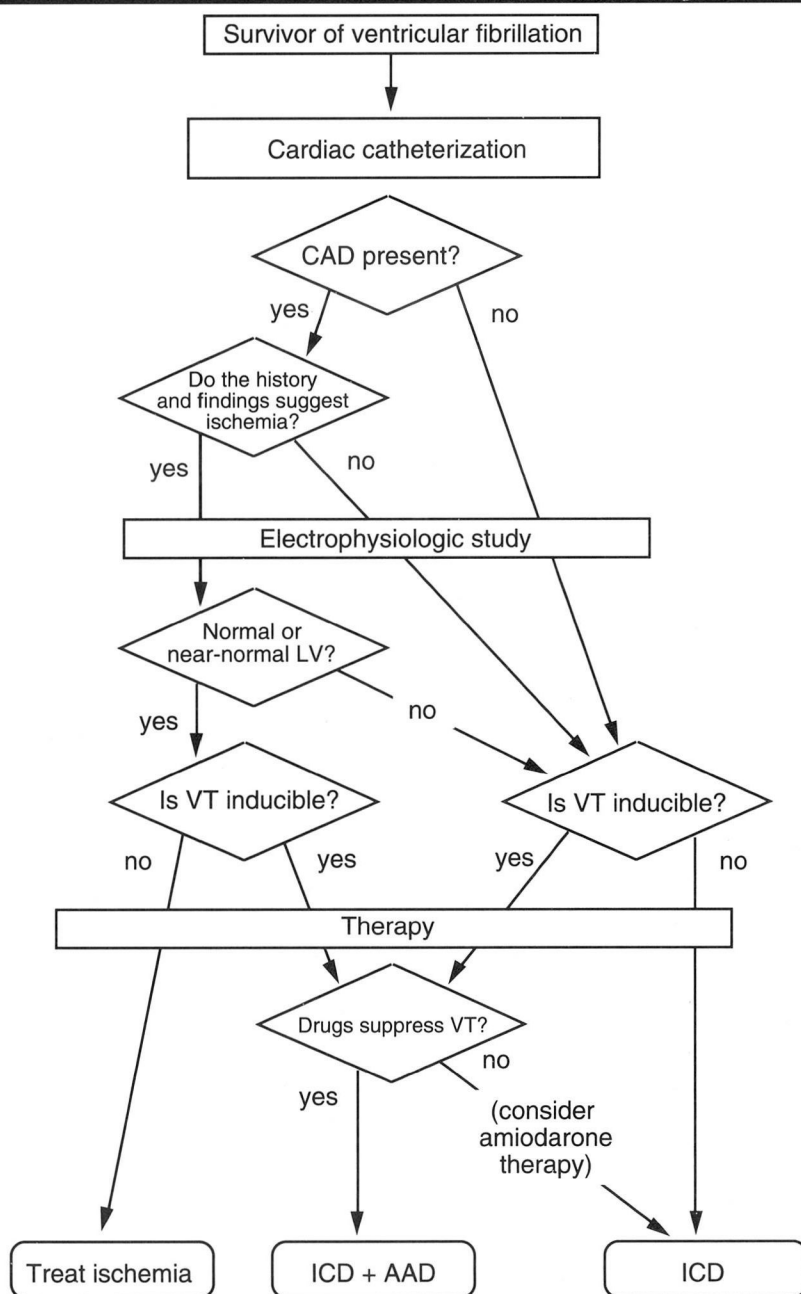 Survivor of ventricular fibrillation
Cardiac catheterization
CAD present?
yes
no
Do the history
and findings suggest
ischemia?
yes
no
Electrophysiologic study
Normal or
near-normal LV?
yes
no
Is VT inducible?
Is VT inducible?
no
yes
yes
no
Therapy
Drugs suppress VT?
yes
no
(consider
amiodarone
therapy)
Treat ischemia
ICD + AAD
ICD